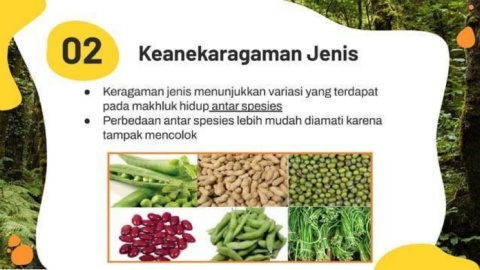 02
Keanekaragaman Jenis
● Keragaman jenis menunjukkan variasi yang terdapat
pada makhluk hidup antar spesies
● Perbedaan antar spesies lebih mudah diamati karena
tampak mencolok